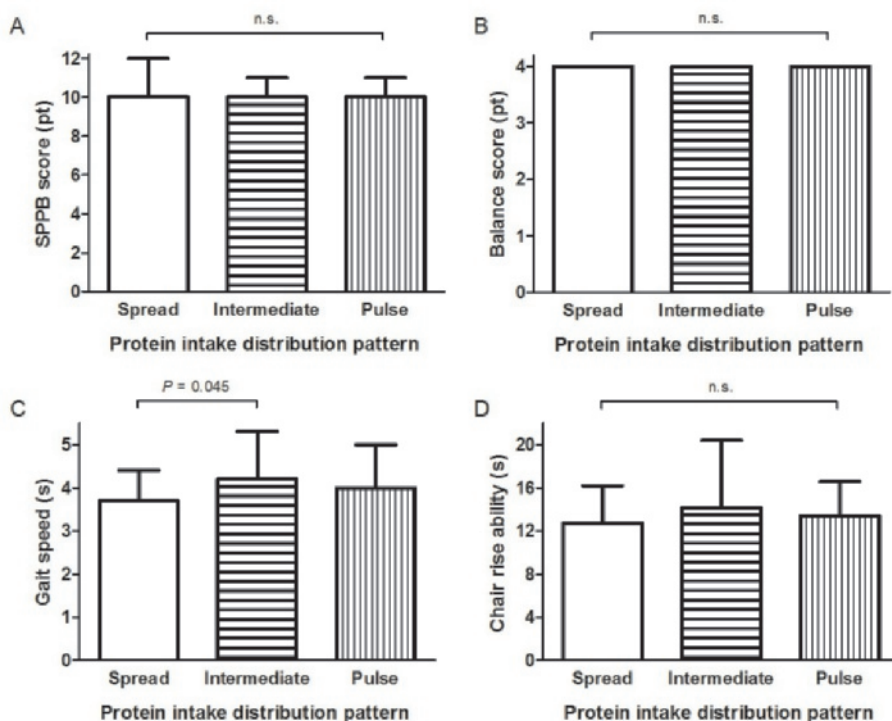 A
n.s.
SPPB score (pt)
12
10
8
6
4
2
0
Spread Intermediate Pulse
Protein intake distribution pattern
B
n.s.
Balance score (pt)
4
3
2
1
0
Spread Intermediate Pulse
Protein intake distribution pattern
C
P = 0.045
Gait speed (s)
5
4
3
2
1
0
Spread Intermediate Pulse
Protein intake distribution pattern
D
n.s.
Chair rise ability (s)
20
16
12
8
4
0
Spread Intermediate Pulse
Protein intake distribution pattern